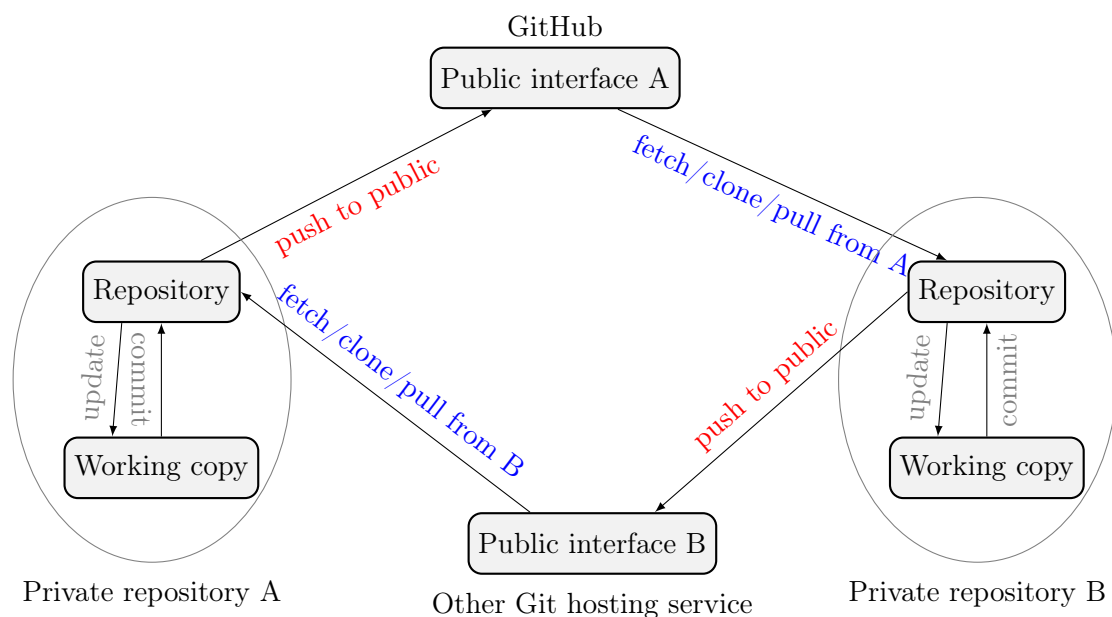 GitHub
Public interface A
push to public
fetch/clone/pull from A
Repository
update
commit
Working copy
Private repository A
fetch/clone/pull from B
push to public
Public interface B
Other Git hosting service
Repository
update
commit
Working copy
Private repository B